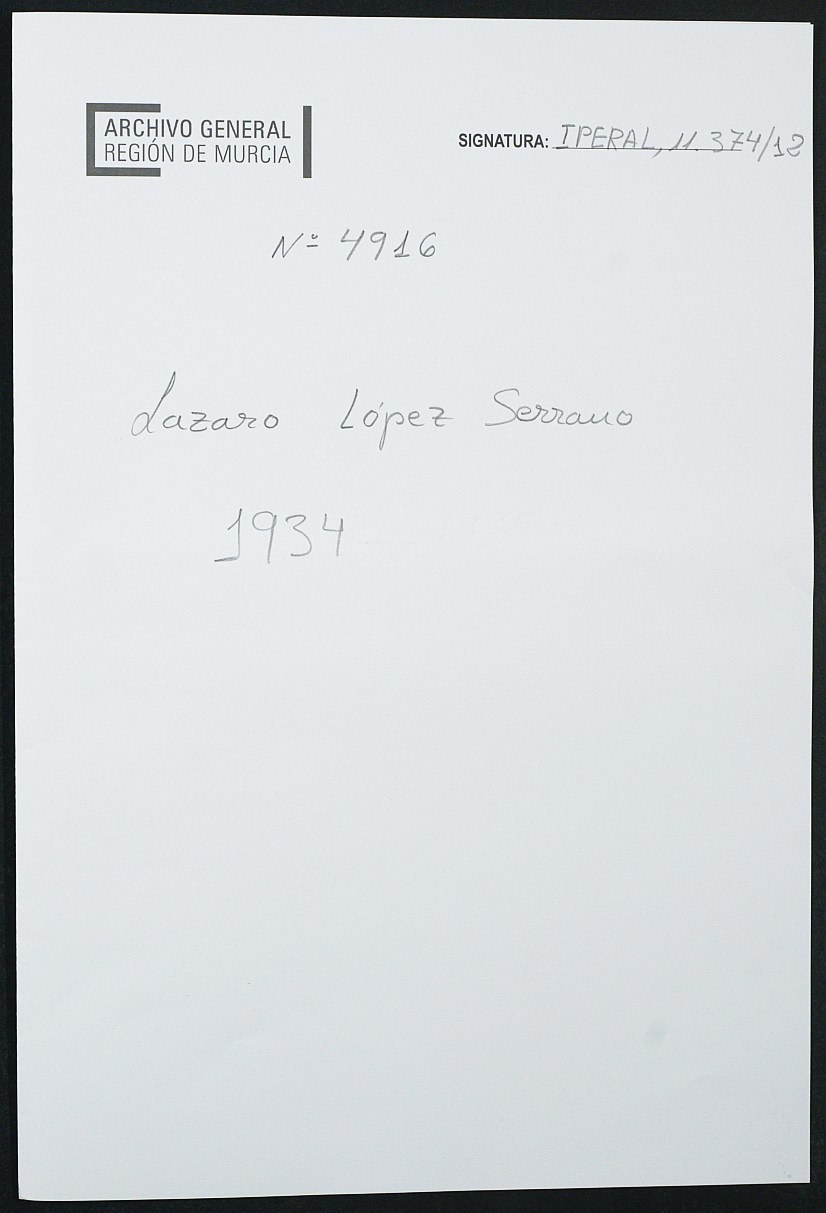 ARCHIVO GENERAL
REGIÓN DE MURCIA
SIGNATURA: IPERAL, 11.374/12
Nº 4916
Lazaro López Serrano
1934